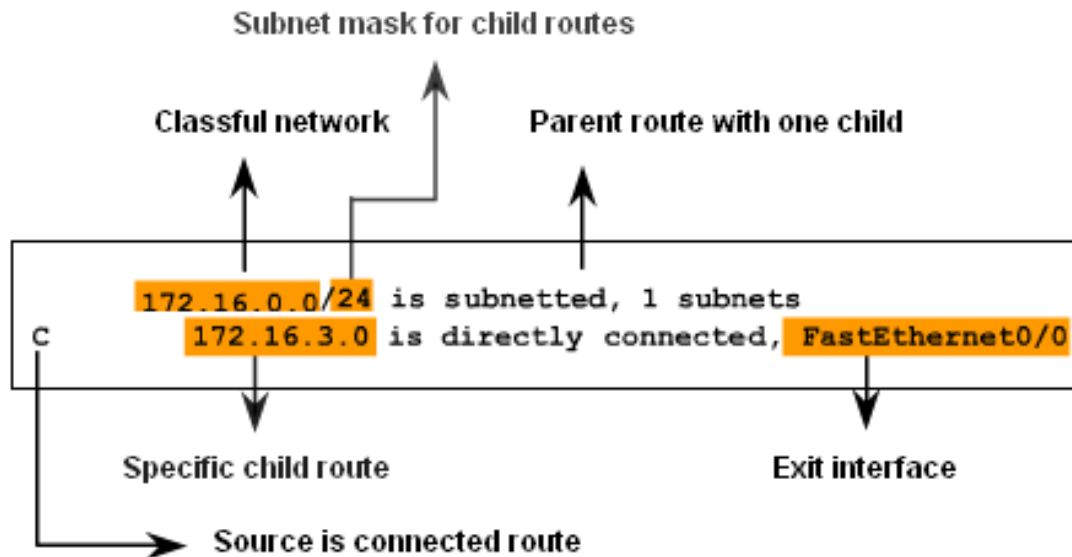 Subnet mask for child routes
Classful network
Parent route with one child
172.16.0.0/24 is subnetted, 1 subnets
C 172.16.3.0 is directly connected, FastEthernet0/0
Specific child route
Exit interface
Source is connected route